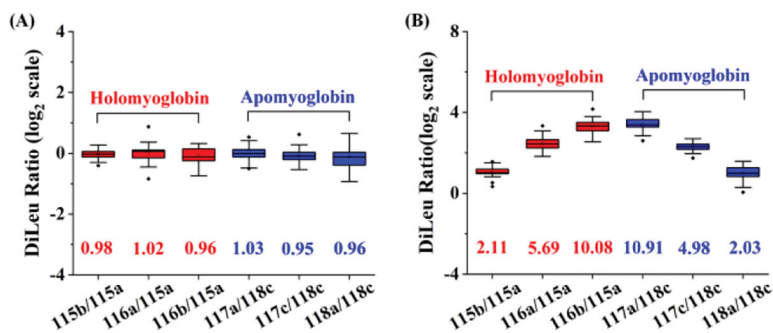 (A)
DiLeu Ratio (log2 scale)
4
2
0
-2
-4
Holomyoglobin
Apomyoglobin
0.98 1.02 0.96 1.03 0.95 0.96
115b/115a 116a/115a 116b/115a 117a/118c 117c/118c 118a/118c
(B)
DiLeu Ratio(log2 scale)
8
4
0
-4
Holomyoglobin
Apomyoglobin
2.11 5.69 10.08 10.91 4.98 2.03
115b/115a 116a/115a 116b/115a 117a/118c 117c/118c 118a/118c